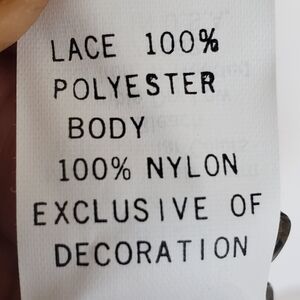 LACE 100%
POLYESTER
BODY
100% NYLON
EXCLUSIVE OF
DECORATION